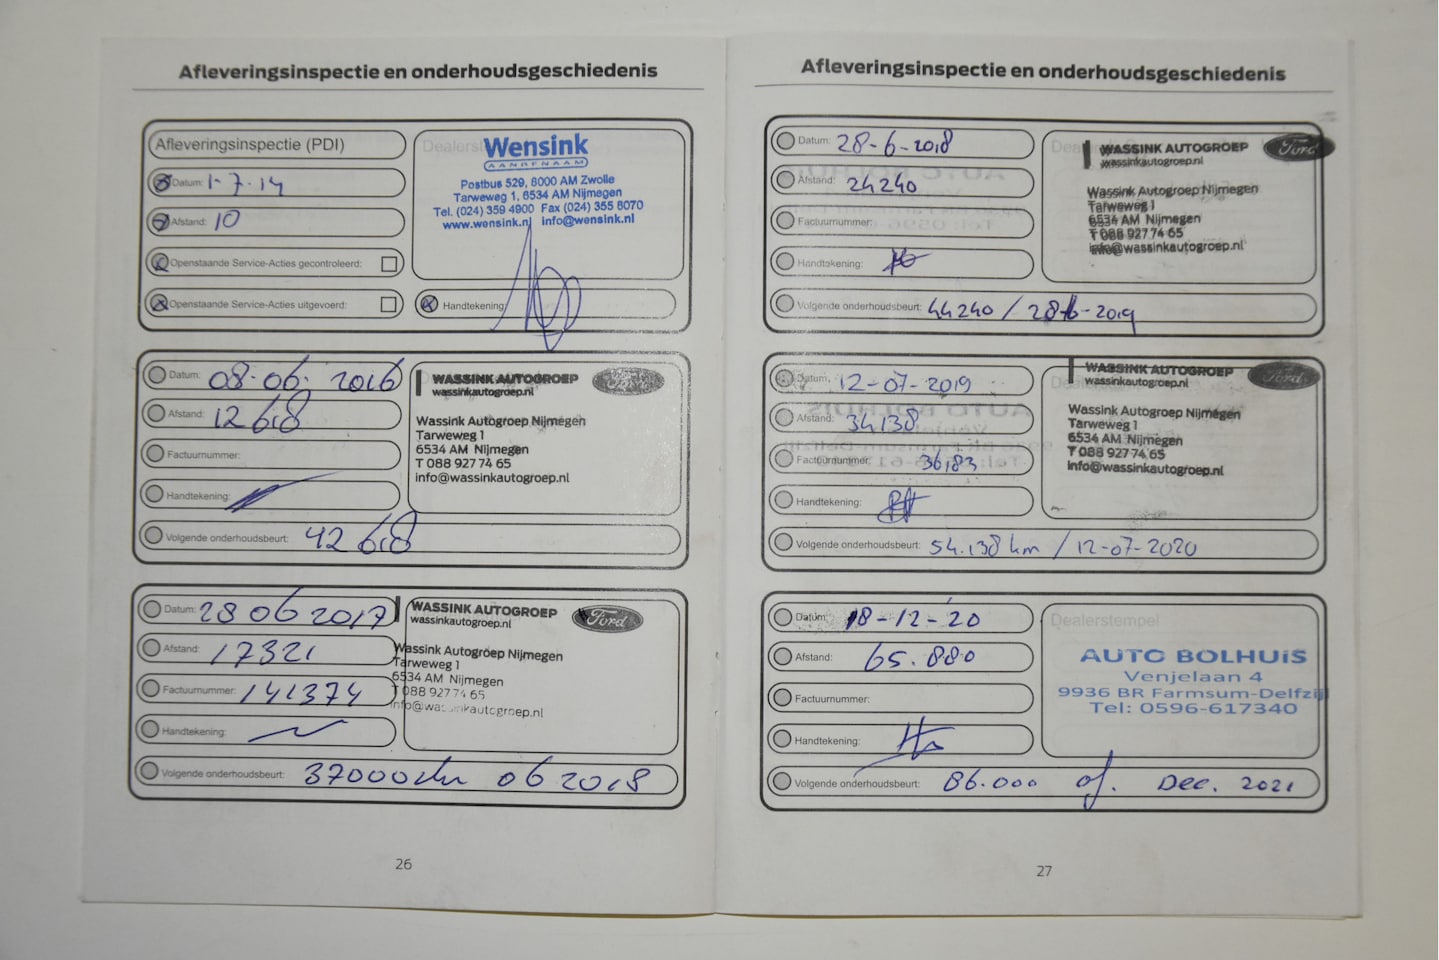 Afleveringsinspectie en onderhoudsgeschiedenis
Afleveringsinspectie (PDI)
Datum: 1-7-14
Afstand: 10
Openstaande Service-Acties gecontroleerd:
Openstaande Service-Acties uitgevoerd:
Wensink
AANGENAAM
Postbus 529, 8000 AM Zwolle
Tarweweg 1, 6534 AM Nijmegen
Tel. (024) 359 4900 Fax (024) 355 8070
www.wensink.nl info@wensink.nl
Handtekening:
Datum: 08-06-2016
Afstand: 12618
Factuurnummer:
Handtekening:
Volgende onderhoudsbeurt: 42618
WASSINK AUTOGROEP
wassinkautogroep.nl
Ford
Wassink Autogroep Nijmegen
Tarweweg 1
6534 AM Nijmegen
T 088 927 74 65
info@wassinkautogroep.nl
Datum: 28 06 2017
Afstand: 17321
Factuurnummer: 141374
Handtekening:
Volgende onderhoudsbeurt: 37000 km 06 2018
WASSINK AUTOGROEP
wassinkautogroep.nl
Ford
Wassink Autogroep Nijmegen
Tarweweg 1
6534 AM Nijmegen
T 088 927 74 65
info@wassinkautogroep.nl
26
Afleveringsinspectie en onderhoudsgeschiedenis
Datum: 28-6-2018
Afstand: 24240
Factuurnummer:
Handtekening:
Volgende onderhoudsbeurt: 44240 / 28-6-2019
WASSINK AUTOGROEP
wassinkautogroep.nl
Ford
Wassink Autogroep Nijmegen
Tarweweg 1
6534 AM Nijmegen
T 088 927 74 65
info@wassinkautogroep.nl
Datum: 12-07-2019
Afstand: 34138
Factuurnummer: 36183
Handtekening:
Volgende onderhoudsbeurt: 54.138 km / 12-07-2020
WASSINK AUTOGROEP
wassinkautogroep.nl
Ford
Wassink Autogroep Nijmegen
Tarweweg 1
6534 AM Nijmegen
T 088 927 74 65
info@wassinkautogroep.nl
Datum: 18-12-20
Afstand: 65.880
Factuurnummer:
Handtekening:
Volgende onderhoudsbeurt: 86.000 of. Dec. 2021
Dealerstempel
AUTO BOLHUIS
Venjelaan 4
9936 BR Farmsum-Delfzijl
Tel: 0596-617340
27